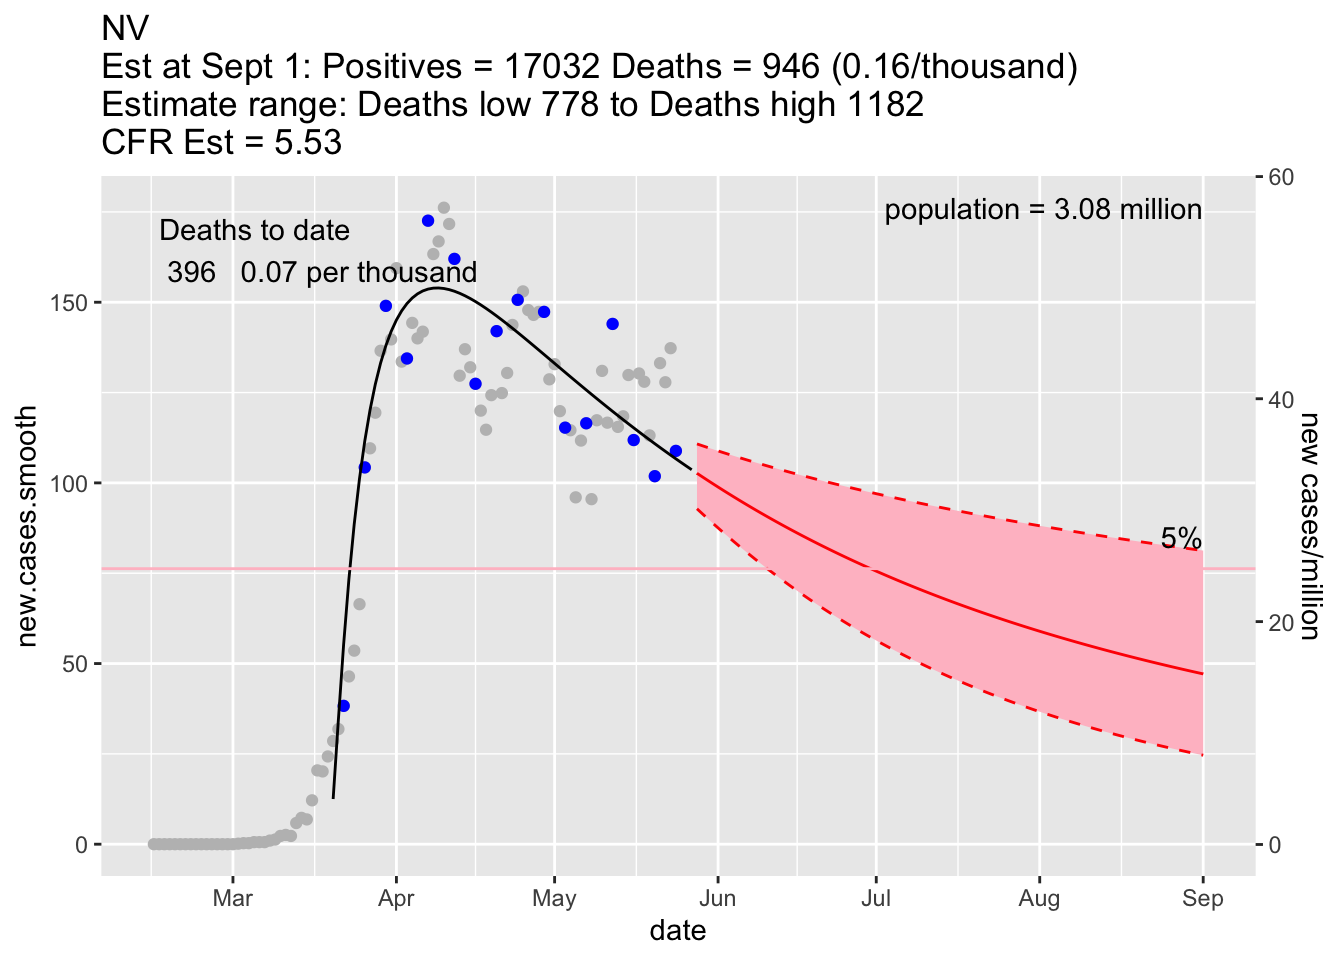 NV
Est at Sept 1: Positives = 17032 Deaths = 946 (0.16/thousand)
Estimate range: Deaths low 778 to Deaths high 1182
CFR Est = 5.53
60
population = 3.08 million
Deaths to date
396 0.07 per thousand
150
40
new.cases.smooth
new cases/million
100
5%
20
50
0
0
Mar Apr May Jun Jul Aug Sep
date